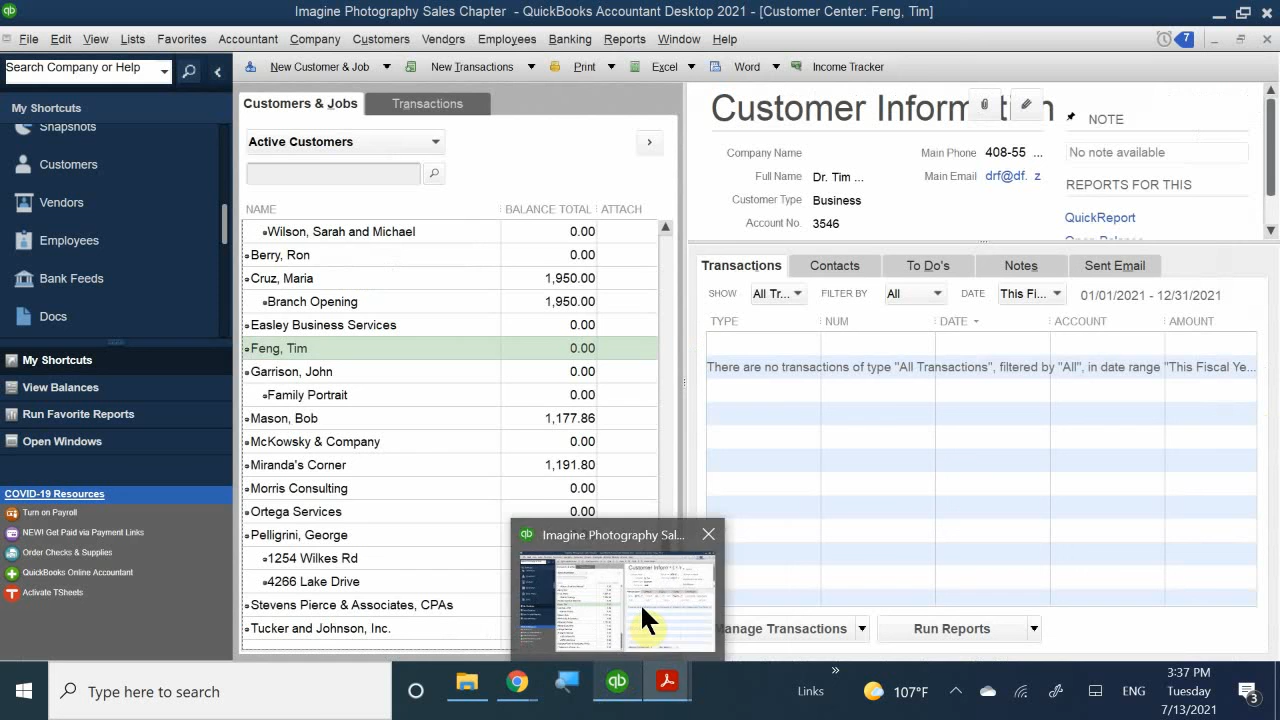 Imagine Photography Sales Chapter - QuickBooks Accountant Desktop 2021 - [Customer Center: Feng, Tim]
File Edit View Lists Favorites Accountant Company Customers Vendors Employees Banking Reports Window Help
7
Search Company or Help
New Customer & Job New Transactions Print Excel Word Income Tracker
My Shortcuts
Snapshots
Customers
Vendors
Employees
Bank Feeds
Docs
My Shortcuts
View Balances
Run Favorite Reports
Open Windows
COVID-19 Resources
Turn on Payroll
NEW! Get Paid via Payment Links
Order Checks & Supplies
QuickBooks Online Accountant
Activate TSheets
Customers & Jobs Transactions
Active Customers
NAME BALANCE TOTAL ATTACH
Wilson, Sarah and Michael 0.00
Berry, Ron 0.00
Cruz, Maria 1,950.00
Branch Opening 1,950.00
Easley Business Services 0.00
Feng, Tim 0.00
Garrison, John 0.00
Family Portrait 0.00
Mason, Bob 1,177.86
McKowsky & Company 0.00
Miranda's Corner 1,191.80
Morris Consulting 0.00
Ortega Services 0.00
Pelligrini, George
1254 Wilkes Rd
4266 Lake Drive
Price & Associates CPAs
Johnson, Inc.
Customer Information
Company Name
Full Name Dr. Tim ...
Customer Type Business
Account No. 3546
Main Phone 408-55 ...
Main Email drf@df. z
NOTE
No note available
REPORTS FOR THIS
QuickReport
Open Balance
Transactions Contacts To Do's Notes Sent Email
SHOW All Tr... FILTER BY All DATE This Fi... 01/01/2021 - 12/31/2021
TYPE NUM DATE ACCOUNT AMOUNT
There are no transactions of type "All Transactions", filtered by "All", in date range "This Fiscal Ye...
Manage Transactions Run Reports
qb Imagine Photography Sal...
Type here to search
qb
Links
107°F
ENG
3:37 PM
Tuesday
7/13/2021
3